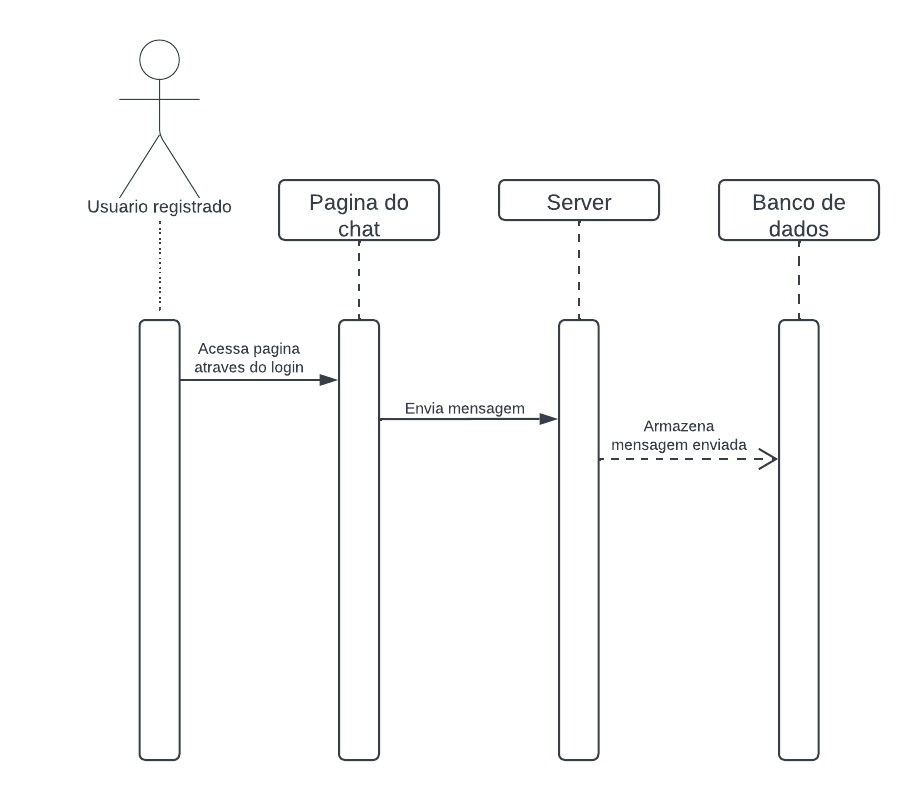 Usuario registrado
Pagina do
chat
Server
Banco de
dados
Acessa pagina
atraves do login
Envia mensagem
Armazena
mensagem enviada